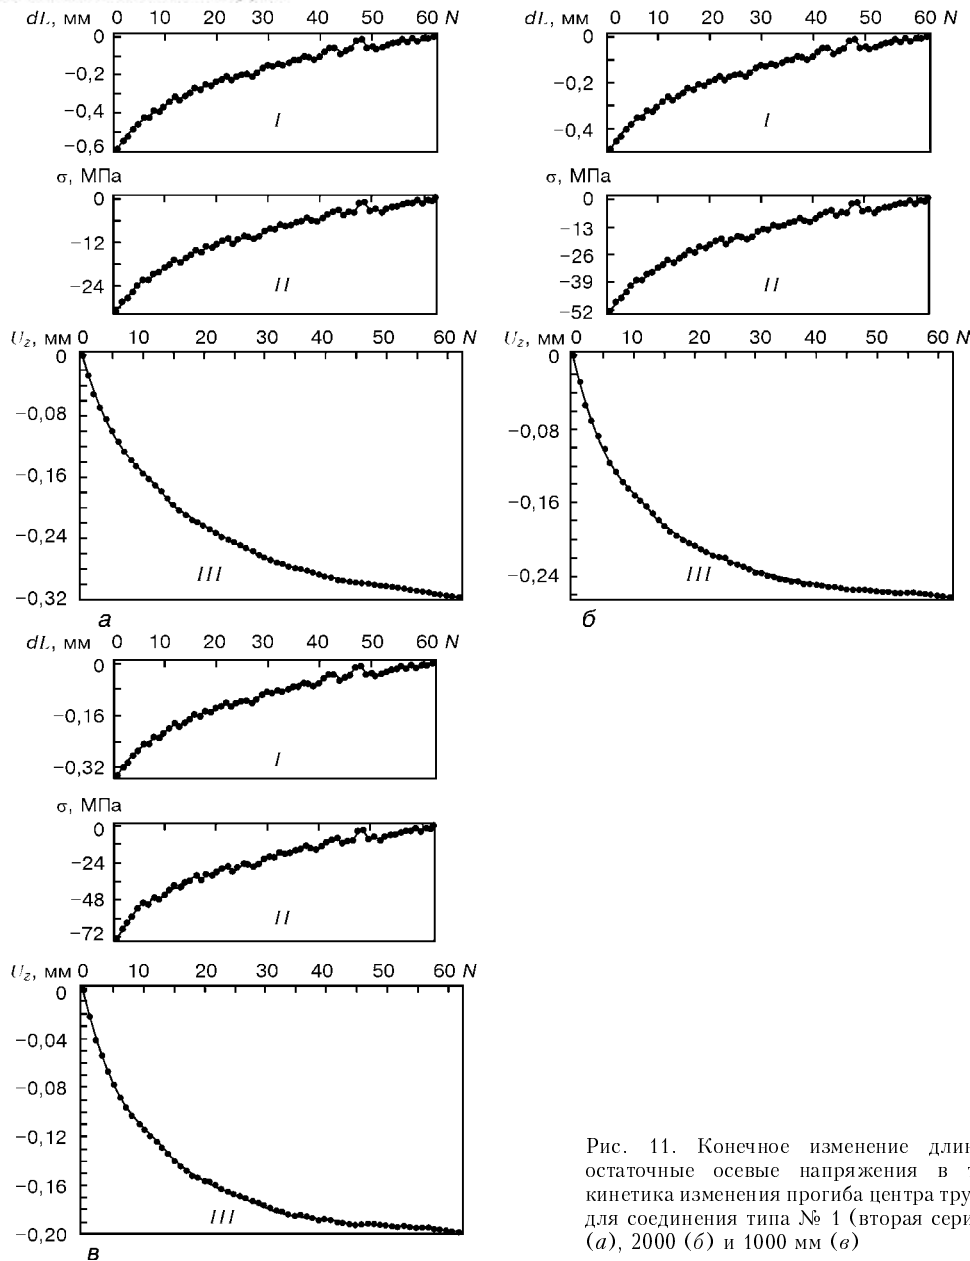 dL, мм 0 10 20 30 40 50 60 N
0
−0,2
−0,4
−0,6
I
σ, МПа
0
−12
−24
II
Uz, мм 0 10 20 30 40 50 60 N
0
−0,08
−0,16
−0,24
−0,32
III
а
dL, мм 0 10 20 30 40 50 60 N
0
−0,2
−0,4
I
σ, МПа
0
−13
−26
−39
−52
II
Uz, мм 0 10 20 30 40 50 60 N
0
−0,08
−0,16
−0,24
III
б
dL, мм 0 10 20 30 40 50 60 N
0
−0,16
−0,32
I
σ, МПа
0
−24
−48
−72
II
Uz, мм 0 10 20 30 40 50 60 N
0
−0,04
−0,08
−0,12
−0,16
−0,20
III
в
Рис. 11. Конечное изменение
остаточные осевые напряжения в
кинетика изменения прогиба центра
для соединения типа № 1 (вторая
(а), 2000 (б) и 1000 мм (в)